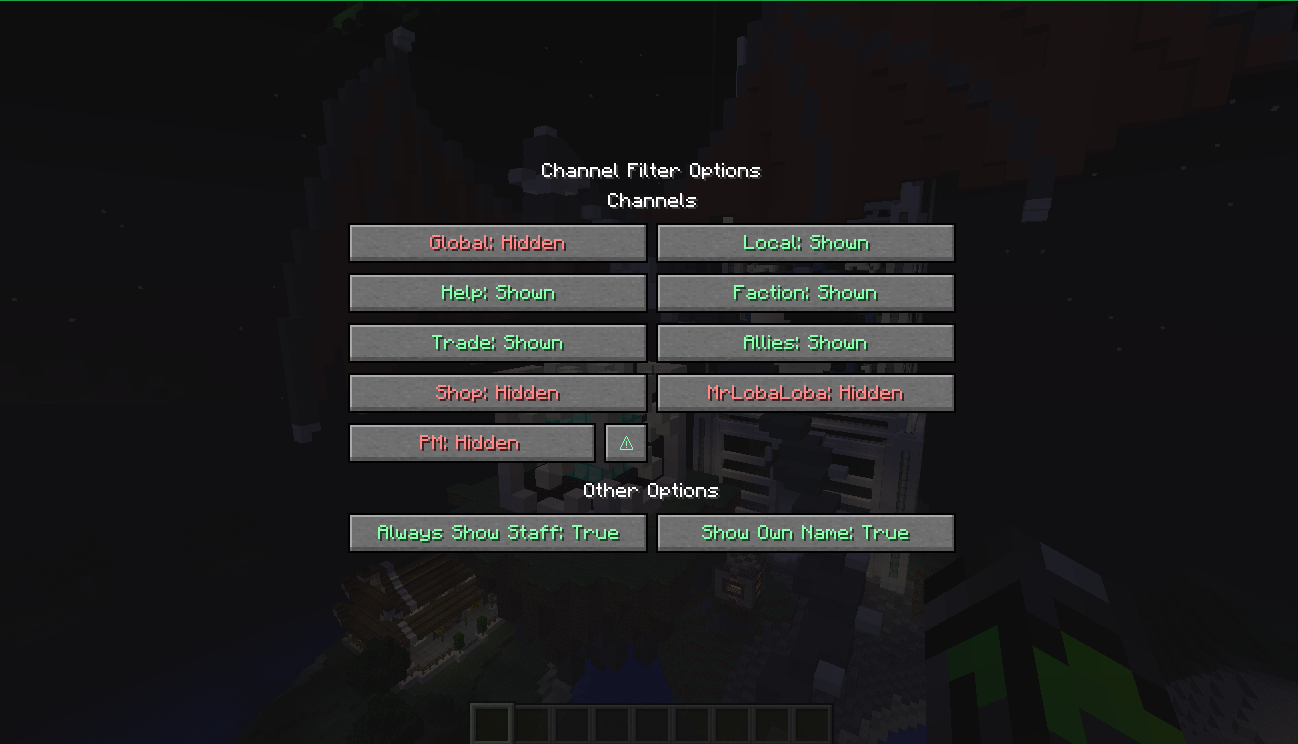 Channel Filter Options
Channels
Global: Hidden
Local: Shown
Help: Shown
Faction: Shown
Trade: Shown
Allies: Shown
Shop: Hidden
MrLobaLoba: Hidden
PM: Hidden
⚠
Other Options
Always Show Staff: True
Show Own Name: True